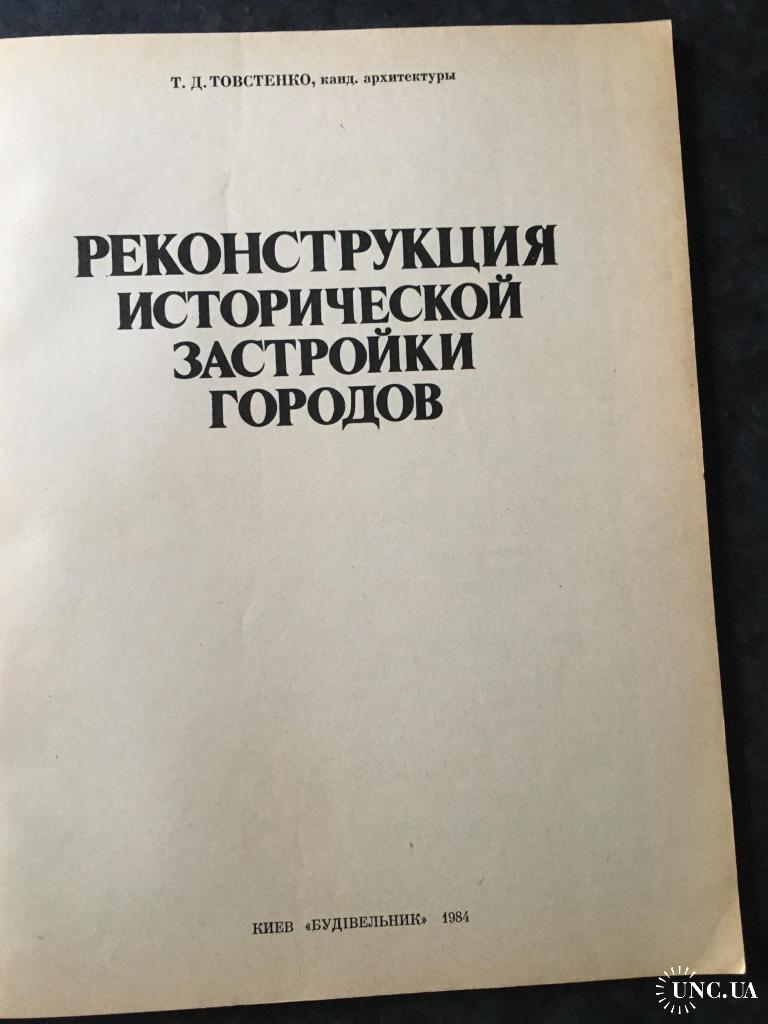 Т. Д. ТОВСТЕНКО, канд. архитектуры
РЕКОНСТРУКЦИЯ
ИСТОРИЧЕСКОЙ
ЗАСТРОЙКИ
ГОРОДОВ
КИЕВ «БУДІВЕЛЬНИК» 1984
UNC.UA